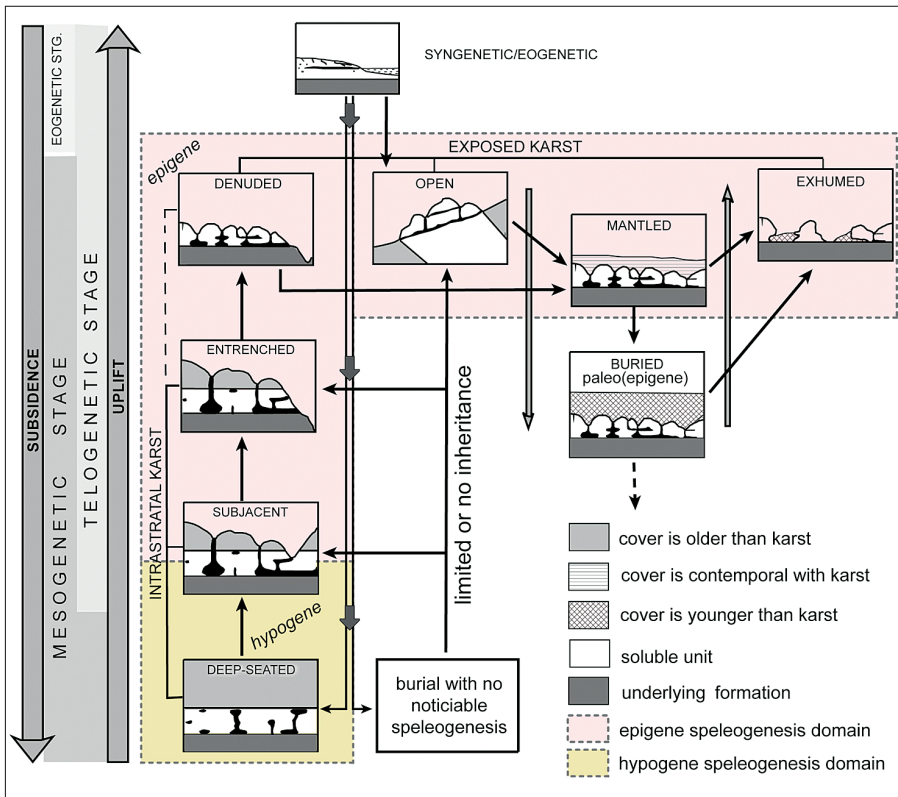 SYNGENETIC/EOGENETIC
EOGENETIC STG.
SUBSIDENCE
MESOGENETIC STAGE
TELOGENETIC STAGE
UPLIFT
epigene
EXPOSED KARST
DENUDED
OPEN
EXHUMED
MANTLED
ENTRENCHED
BURIED
paleo(epigene)
INTRASTRATAL KARST
SUBJACENT
limited or no inheritance
hypogene
DEEP-SEATED
burial with no
noticiable
speleogenesis
cover is older than karst
cover is contemporal with karst
cover is younger than karst
soluble unit
underlying formation
epigene speleogenesis domain
hypogene speleogenesis domain